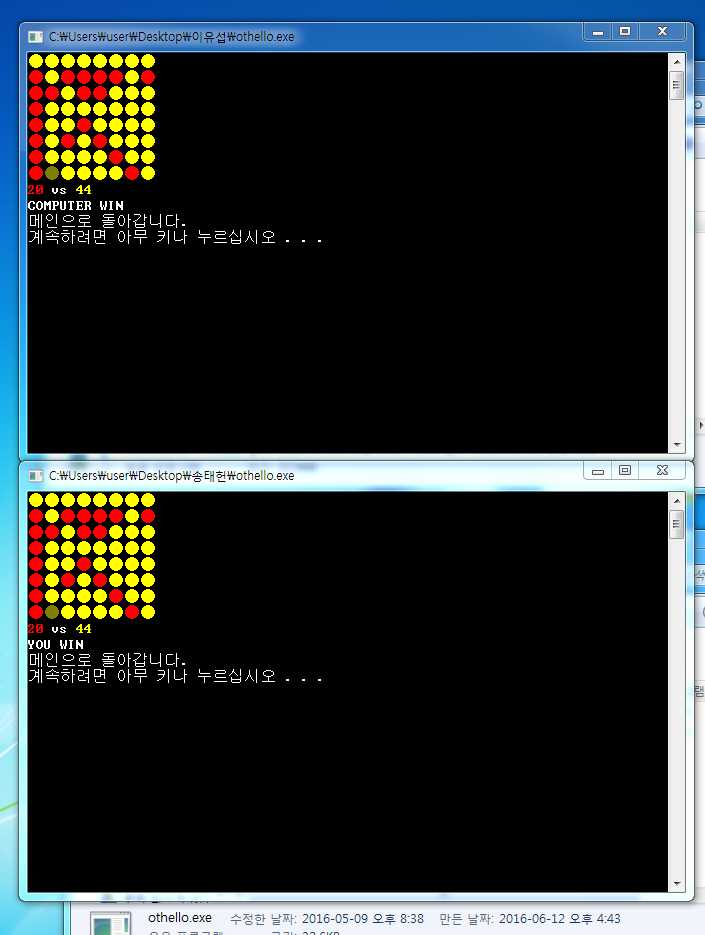 C:₩Users₩user₩Desktop₩이유섭₩othello.exe
20 vs 44
COMPUTER WIN
메인으로 돌아갑니다.
계속하려면 아무 키나 누르십시오 . . .
C:₩Users₩user₩Desktop₩송태헌₩othello.exe
20 vs 44
YOU WIN
메인으로 돌아갑니다.
계속하려면 아무 키나 누르십시오 . . .
othello.exe 수정한 날짜: 2016-05-09 오후 8:38 만든 날짜: 2016-06-12 오후 4:43